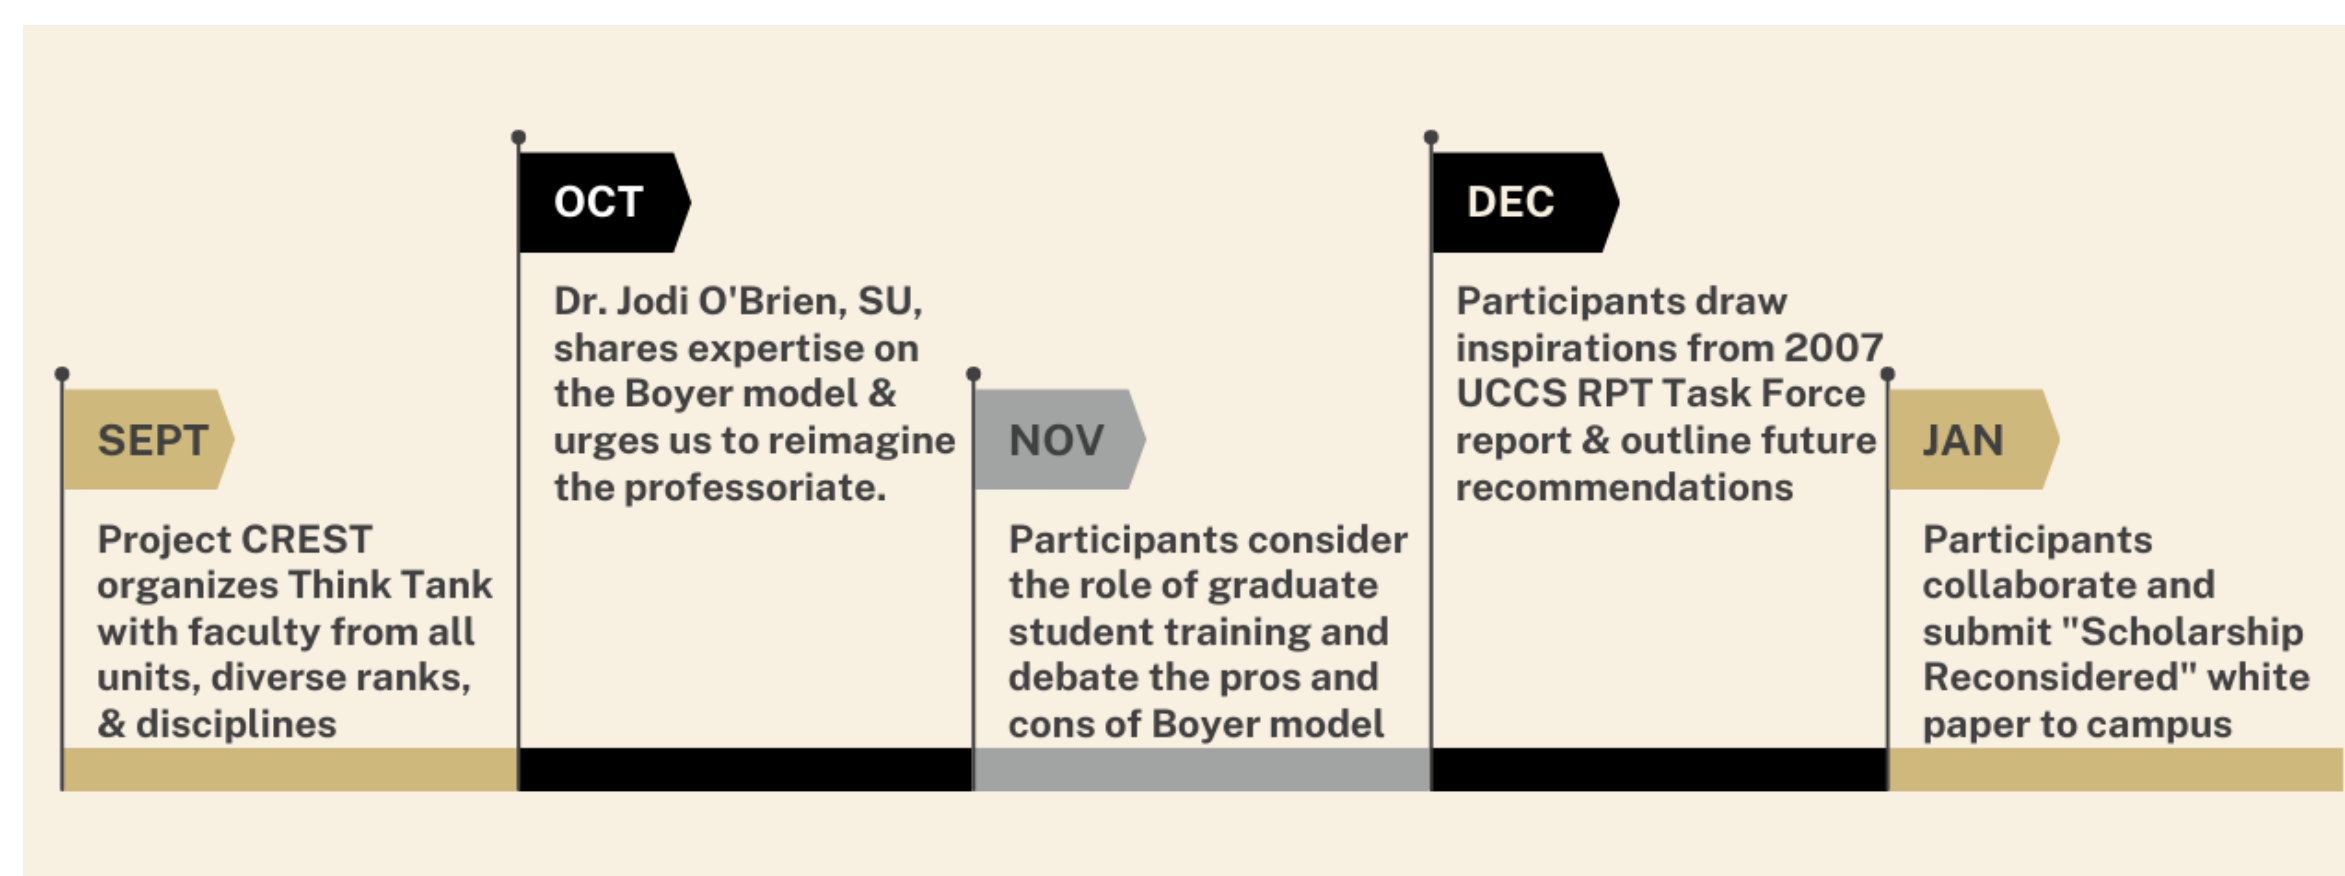 SEPT
Project CREST
organizes Think Tank
with faculty from all
units, diverse ranks,
& disciplines
OCT
Dr. Jodi O'Brien, SU,
shares expertise on
the Boyer model &
urges us to reimagine
the professoriate.
NOV
Participants consider
the role of graduate
student training and
debate the pros and
cons of Boyer model
DEC
Participants draw
inspirations from 2007
UCCS RPT Task Force
report & outline future
recommendations
JAN
Participants
collaborate and
submit "Scholarship
Reconsidered" white
paper to campus